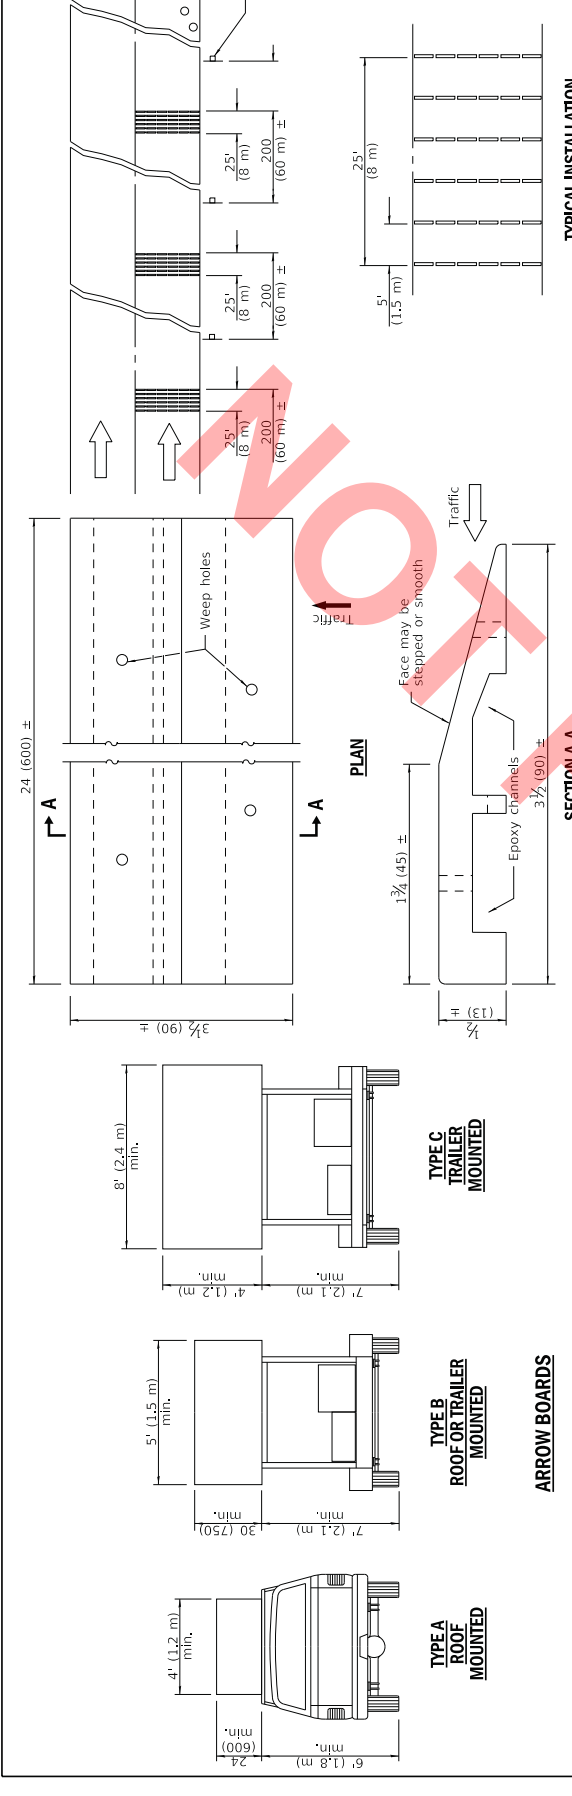 25'
(8 m)
200
(60 m) ±
25'
(8 m)
200
(60 m) ±
25'
(8 m)
200
(60 m) ±
25'
(8 m)
5'
(1.5 m)
TYPICAL INSTALLATION
24 (600) ±
A
A
3½ (90) ±
Weep holes
Traffic
PLAN
Traffic
Face may be
stepped or smooth
Epoxy channels
1¾ (45) ±
3½ (90) ±
½
(13) ±
SECTION A-A
NOT
8' (2.4 m)
min.
4' (1.2 m)
min.
7' (2.1 m)
min.
TYPE C
TRAILER
MOUNTED
5' (1.5 m)
min.
30 (750)
min.
7' (2.1 m)
min.
TYPE B
ROOF OR TRAILER
MOUNTED
4' (1.2 m)
min.
24
(600)
min.
6' (1.8 m)
min.
TYPE A
ROOF
MOUNTED
ARROW BOARDS